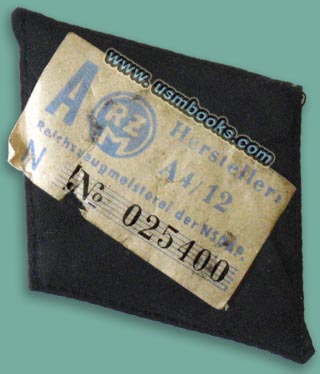 www.usmbooks.com
A RZM Hersteller:
A4/12
Reichszeugmeisterei der NSDAP.
N
No 025400